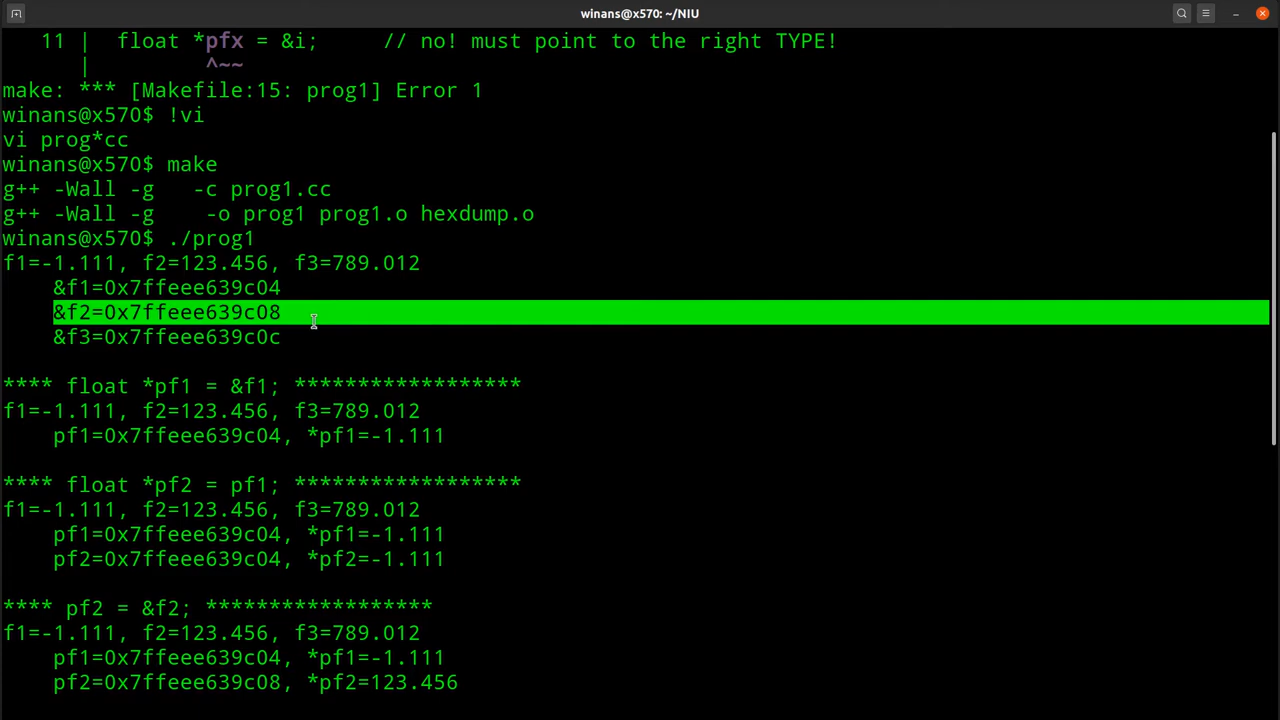 winans@x570: ~/NIU
11 |  float *pfx = &i;     // no! must point to the right TYPE!
   |         ^~~
make: *** [Makefile:15: prog1] Error 1
winans@x570$ !vi
vi prog*cc
winans@x570$ make
g++ -Wall -g   -c prog1.cc
g++ -Wall -g    -o prog1 prog1.o hexdump.o
winans@x570$ ./prog1
f1=-1.111, f2=123.456, f3=789.012
    &f1=0x7ffeee639c04
    &f2=0x7ffeee639c08
    &f3=0x7ffeee639c0c
**** float *pf1 = &f1; ******************
f1=-1.111, f2=123.456, f3=789.012
    pf1=0x7ffeee639c04, *pf1=-1.111
**** float *pf2 = pf1; ******************
f1=-1.111, f2=123.456, f3=789.012
    pf1=0x7ffeee639c04, *pf1=-1.111
    pf2=0x7ffeee639c04, *pf2=-1.111
**** pf2 = &f2; ******************
f1=-1.111, f2=123.456, f3=789.012
    pf1=0x7ffeee639c04, *pf1=-1.111
    pf2=0x7ffeee639c08, *pf2=123.456